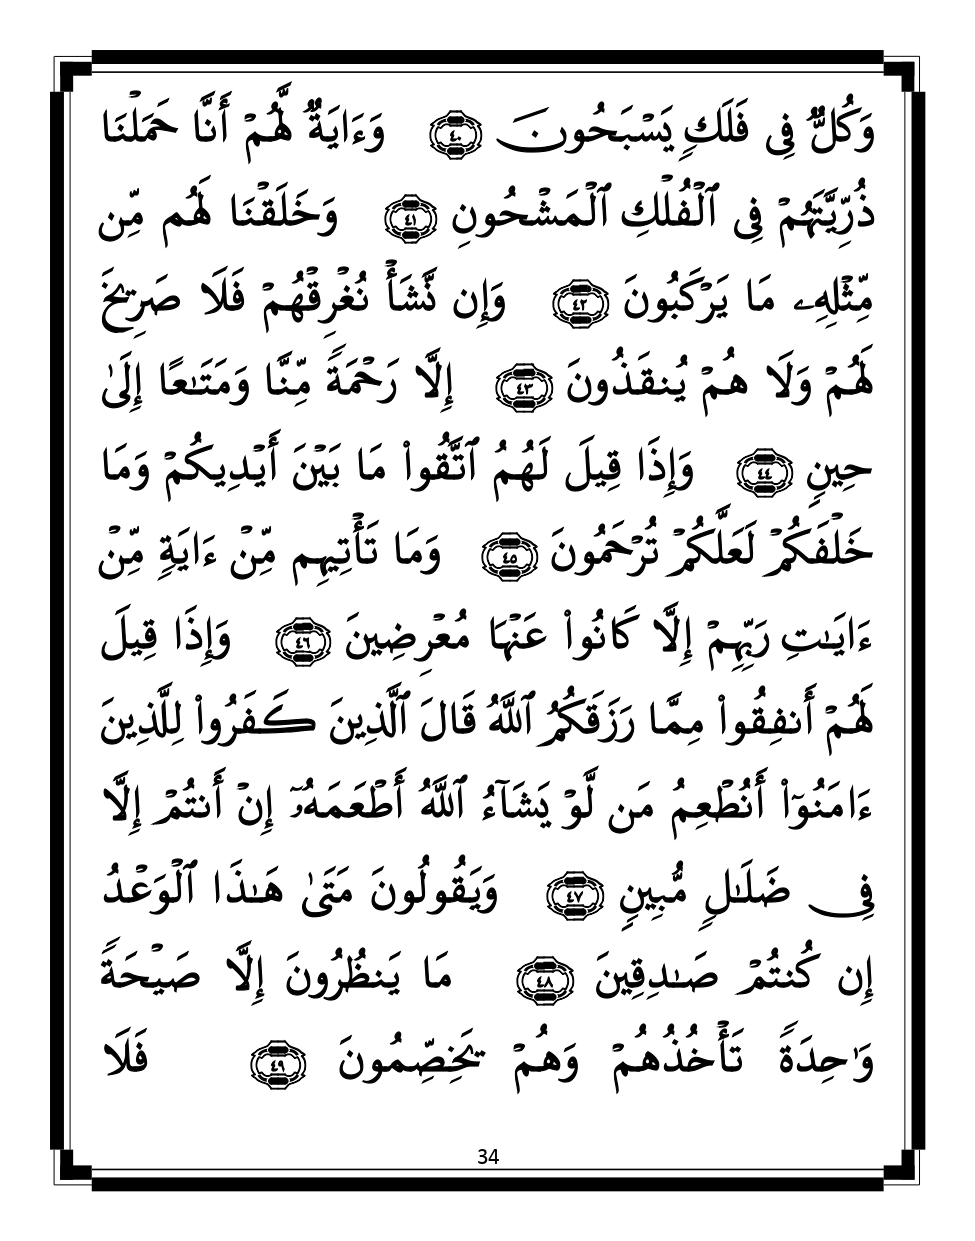 وَكُلٌّ فِى فَلَكٍ يَسْبَحُونَ ٤٠ وَءَايَةٌ لَّهُمْ أَنَّا حَمَلْنَا
ذُرِّيَّتَهُمْ فِى ٱلْفُلْكِ ٱلْمَشْحُونِ ٤١ وَخَلَقْنَا لَهُم مِّن
مِّثْلِهِۦ مَا يَرْكَبُونَ ٤٢ وَإِن نَّشَأْ نُغْرِقْهُمْ فَلَا صَرِيخَ
لَهُمْ وَلَا هُمْ يُنقَذُونَ ٤٣ إِلَّا رَحْمَةً مِّنَّا وَمَتَـٰعًا إِلَىٰ
حِينٍ ٤٤ وَإِذَا قِيلَ لَهُمُ ٱتَّقُوا۟ مَا بَيْنَ أَيْدِيكُمْ وَمَا
خَلْفَكُمْ لَعَلَّكُمْ تُرْحَمُونَ ٤٥ وَمَا تَأْتِيهِم مِّنْ ءَايَةٍ مِّنْ
ءَايَـٰتِ رَبِّهِمْ إِلَّا كَانُوا۟ عَنْهَا مُعْرِضِينَ ٤٦ وَإِذَا قِيلَ
لَهُمْ أَنفِقُوا۟ مِمَّا رَزَقَكُمُ ٱللَّهُ قَالَ ٱلَّذِينَ كَفَرُوا۟ لِلَّذِينَ
ءَامَنُوٓا۟ أَنُطْعِمُ مَن لَّوْ يَشَآءُ ٱللَّهُ أَطْعَمَهُۥٓ إِنْ أَنتُمْ إِلَّا
فِى ضَلَـٰلٍ مُّبِينٍ ٤٧ وَيَقُولُونَ مَتَىٰ هَـٰذَا ٱلْوَعْدُ
إِن كُنتُمْ صَـٰدِقِينَ ٤٨ مَا يَنظُرُونَ إِلَّا صَيْحَةً
وَٰحِدَةً تَأْخُذُهُمْ وَهُمْ يَخِصِّمُونَ ٤٩ فَلَا
34